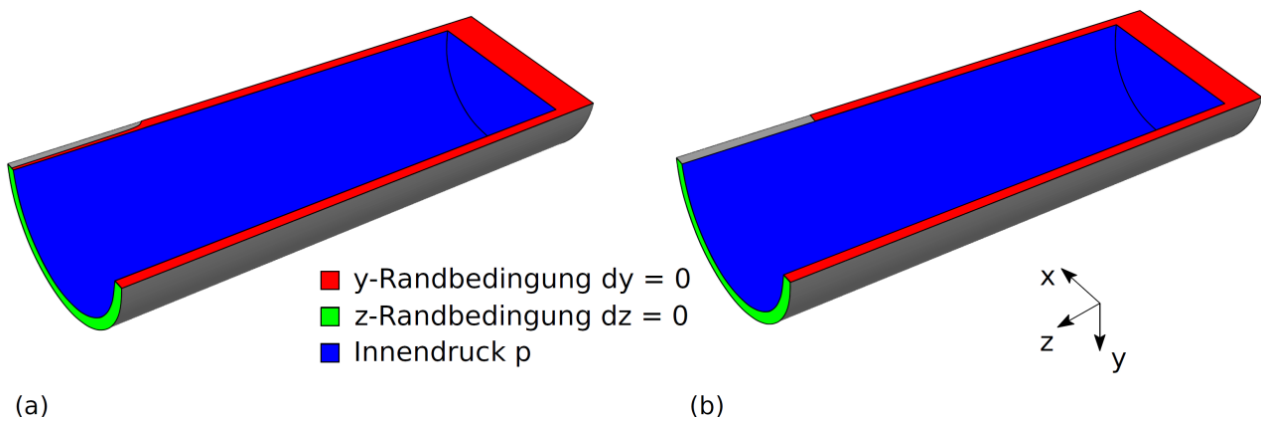 y-Randbedingung dy = 0
z-Randbedingung dz = 0
Innendruck p
x
z
y
(a)
(b)